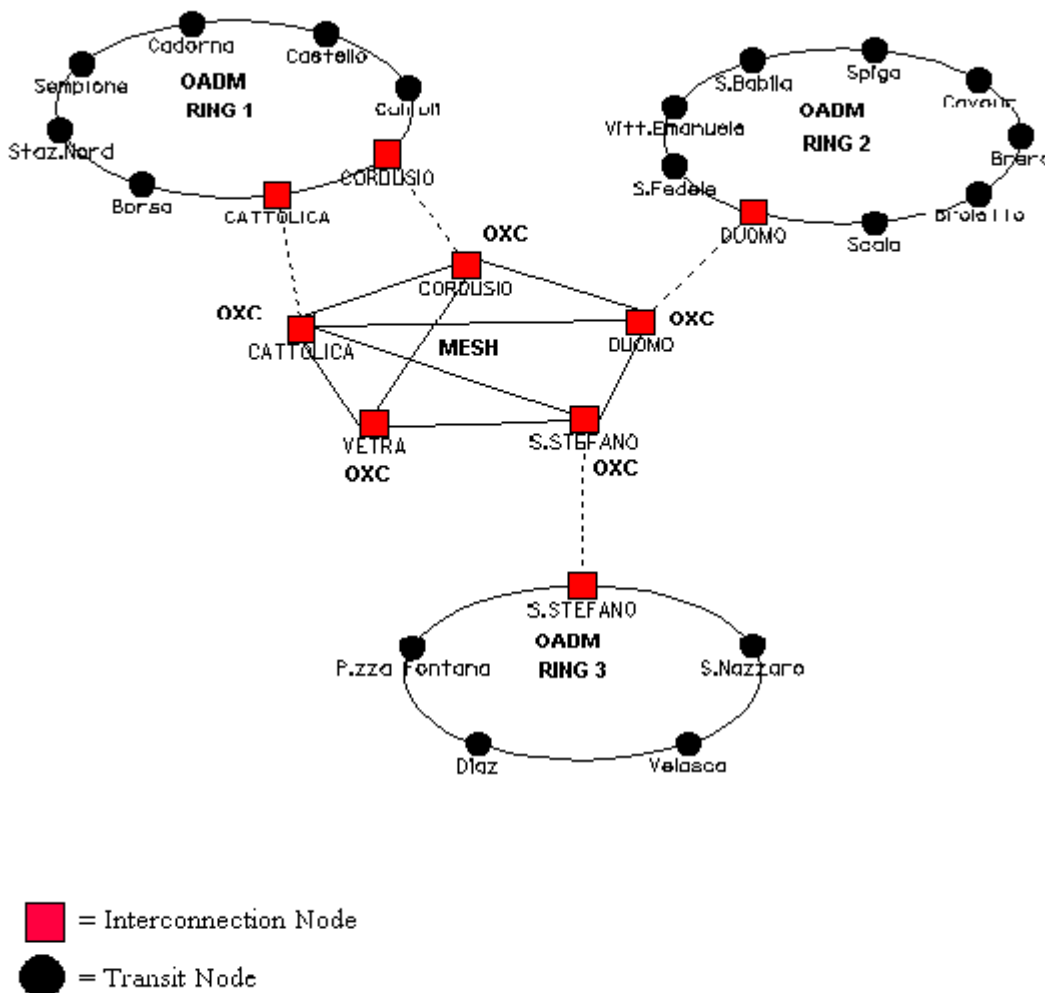 Cadorna
Castello
Sempione
OADM
RING 1
Staz.Nord
Borsa
CORDUSIO
CATTOLICA
S.Babila
Spiga
OADM
Vitt.Emanuele
RING 2
Brera
S.Fedele
DUOMO
Scala
OXC
CORDUSIO
OXC
OXC
CATTOLICA
MESH
DUOMO
VETRA
S.STEFANO
OXC
OXC
S.STEFANO
OADM
P.zza Fontana
RING 3
S.Nazzaro
Diaz
Velasca
= Interconnection Node
= Transit Node